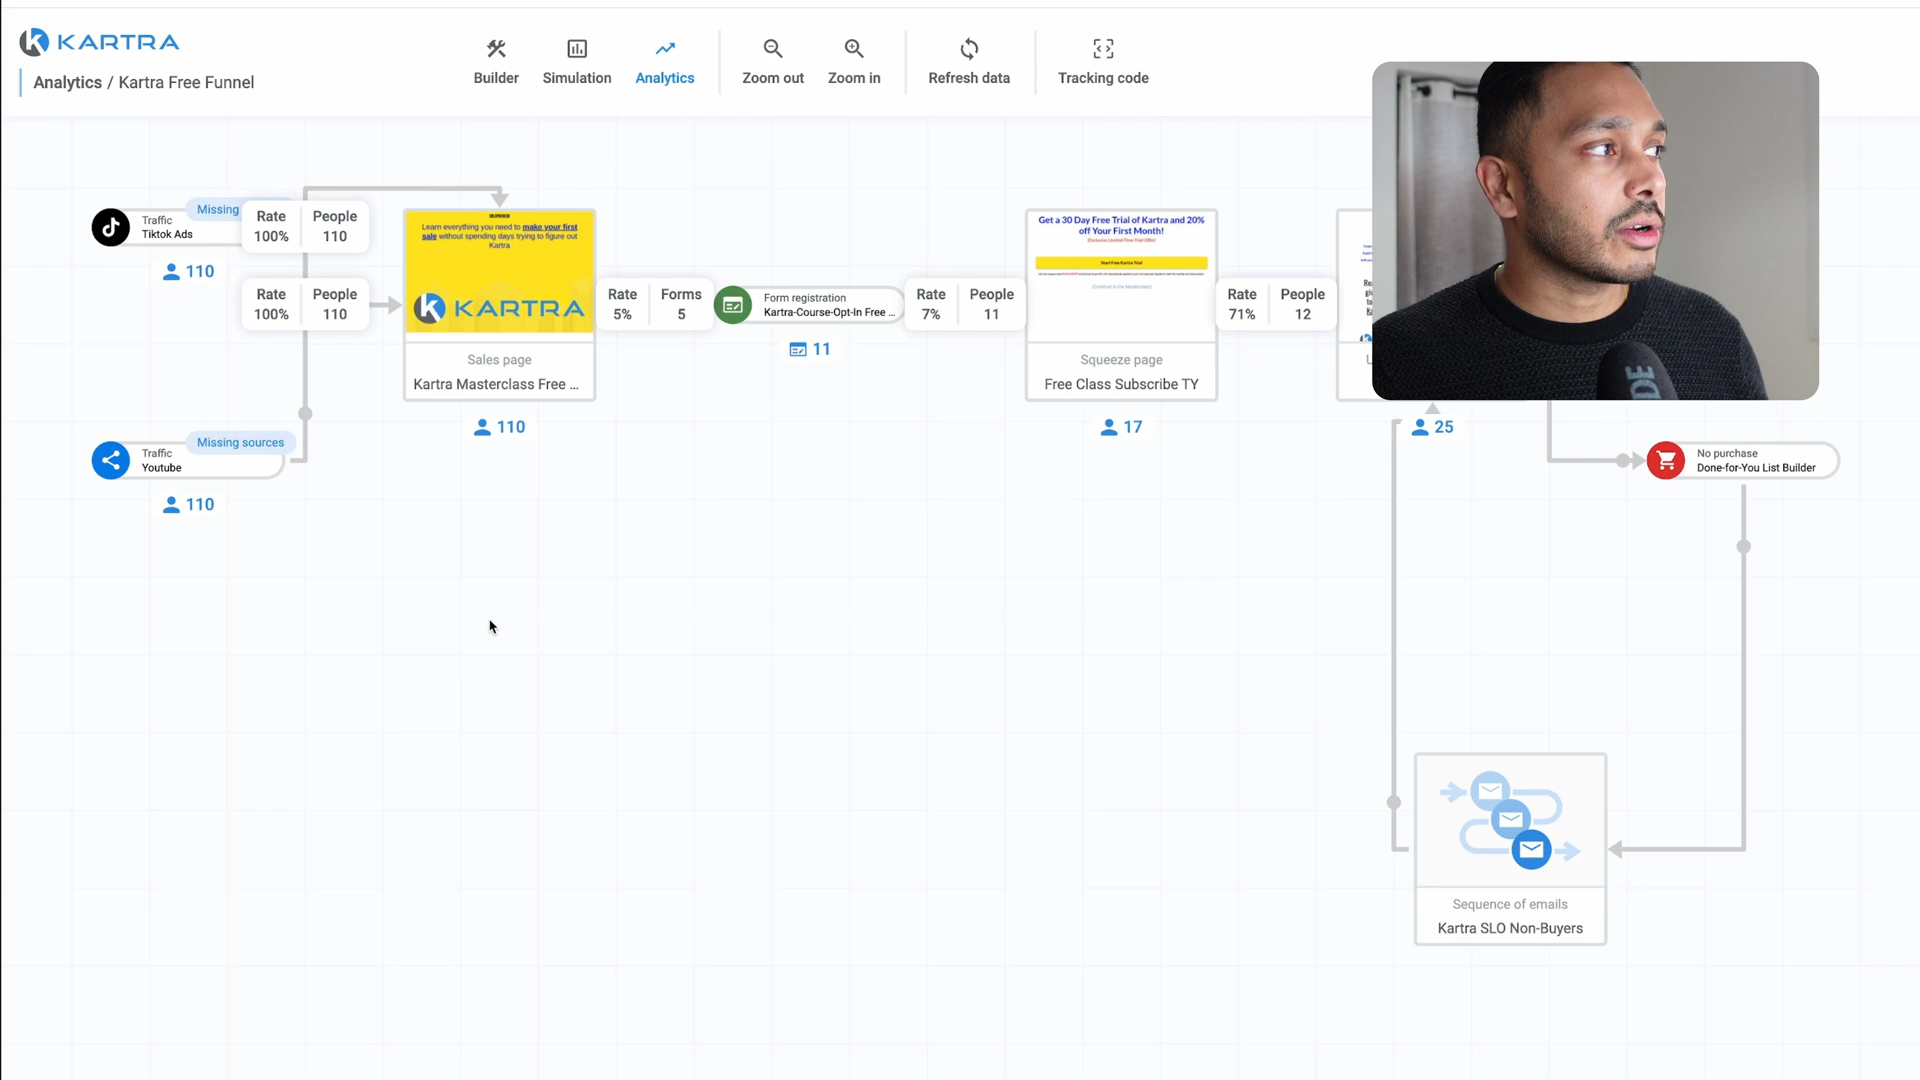 KARTRA
Analytics / Kartra Free Funnel
Builder
Simulation
Analytics
Zoom out
Zoom in
Refresh data
Tracking code
Traffic
Tiktok Ads
Missing
Rate
100%
People
110
110
Rate
100%
People
110
Traffic
Youtube
Missing sources
110
Learn everything you need to make your first
sale without spending days trying to figure out
Kartra
KARTRA
Sales page
Kartra Masterclass Free ...
110
Rate
5%
Forms
5
Form registration
Kartra-Course-Opt-In Free ...
11
Rate
7%
People
11
Get a 30 Day Free Trial of Kartra and 20%
off Your First Month!
Start Free Kartra Trial
Squeeze page
Free Class Subscribe TY
17
Rate
71%
People
12
25
No purchase
Done-for-You List Builder
Sequence of emails
Kartra SLO Non-Buyers